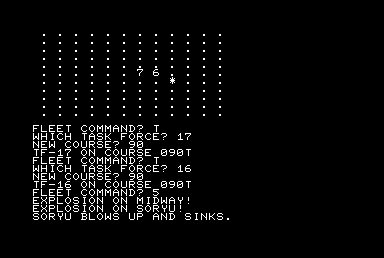 7 6
*
FLEET COMMAND? T
WHICH TASK FORCE? 17
NEW COURSE? 90
TF-17 ON COURSE 090T
FLEET COMMAND? T
WHICH TASK FORCE? 16
NEW COURSE? 90
TF-16 ON COURSE 090T
FLEET COMMAND? 5
EXPLOSION ON MIDWAY!
EXPLOSION ON SORYU!
SORYU BLOWS UP AND SINKS.